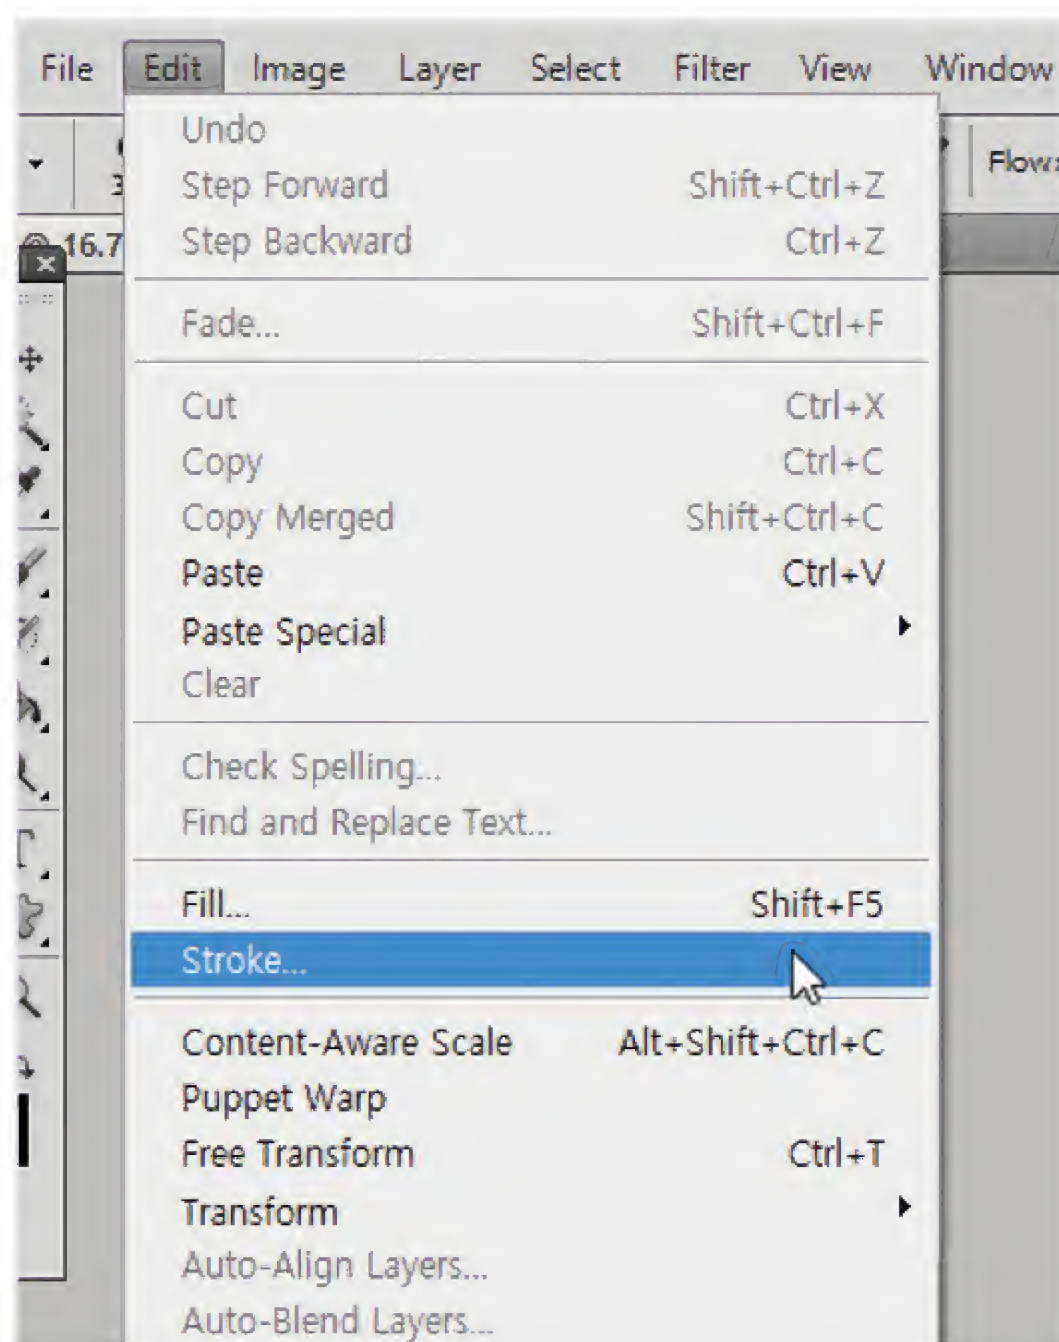 File Edit Image Layer Select Filter View Window
Undo
Step Forward Shift+Ctrl+Z
Step Backward Ctrl+Z
Fade... Shift+Ctrl+F
Cut Ctrl+X
Copy Ctrl+C
Copy Merged Shift+Ctrl+C
Paste Ctrl+V
Paste Special
Clear
Check Spelling...
Find and Replace Text...
Fill... Shift+F5
Stroke...
Content-Aware Scale Alt+Shift+Ctrl+C
Puppet Warp
Free Transform Ctrl+T
Transform
Auto-Align Layers...
Auto-Blend Layers...
Flow:
16.7